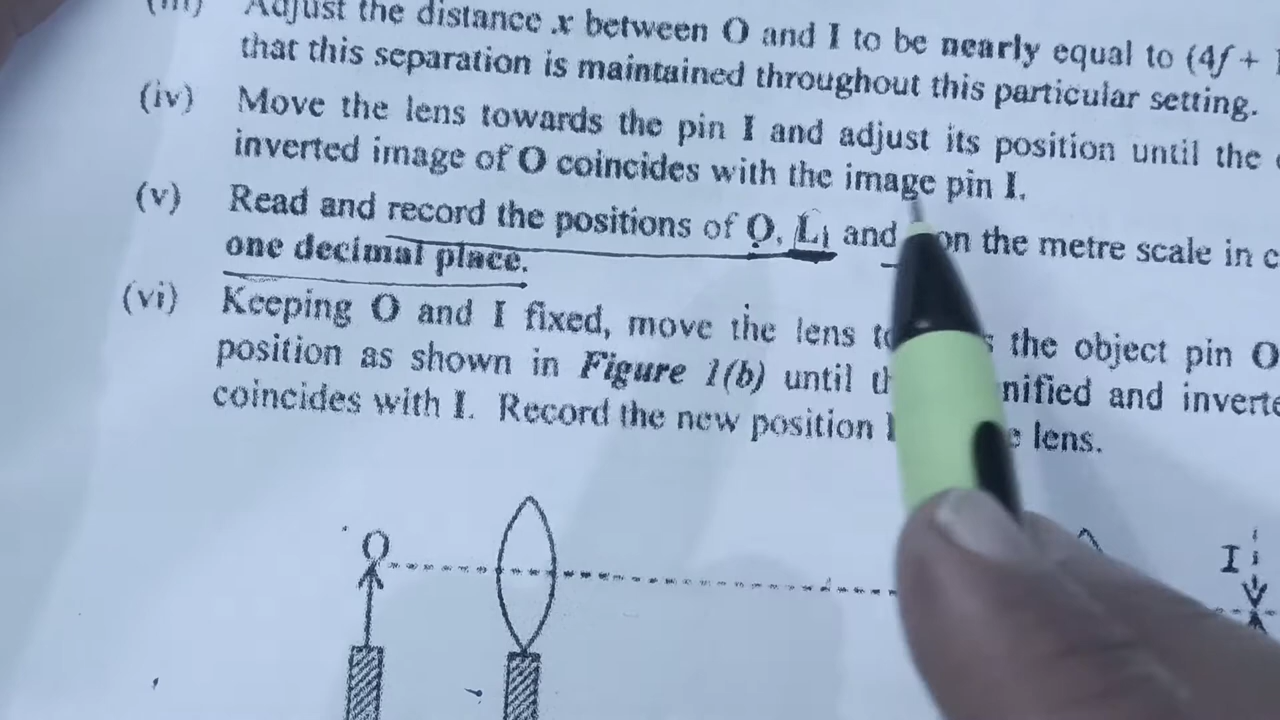 (iii) Adjust the distance x between O and I to be nearly equal to (4f +
that this separation is maintained throughout this particular setting.
(iv) Move the lens towards the pin I and adjust its position until the
inverted image of O coincides with the image pin I.
(v) Read and record the positions of O, L1 and on the metre scale in
one decimal place.
(vi) Keeping O and I fixed, move the lens the object pin O
position as shown in Figure 1(b) until and
coincides with I. Record the new position lens.
O
I